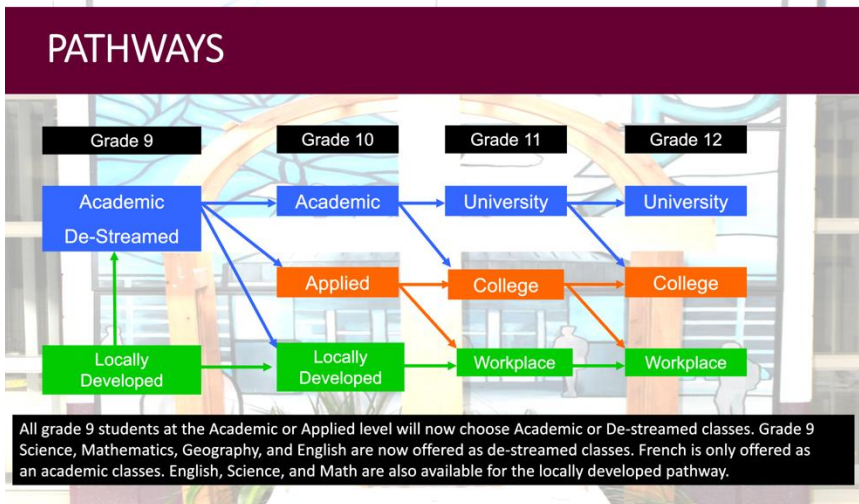 PATHWAYS
Grade 9
Grade 10
Grade 11
Grade 12
Academic
De-Streamed
Academic
University
University
Applied
College
College
Locally
Developed
Locally
Developed
Workplace
Workplace
All grade 9 students at the Academic or Applied level will now choose Academic or De-streamed classes. Grade 9
Science, Mathematics, Geography, and English are now offered as de-streamed classes. French is only offered as
an academic classes. English, Science, and Math are also available for the locally developed pathway.